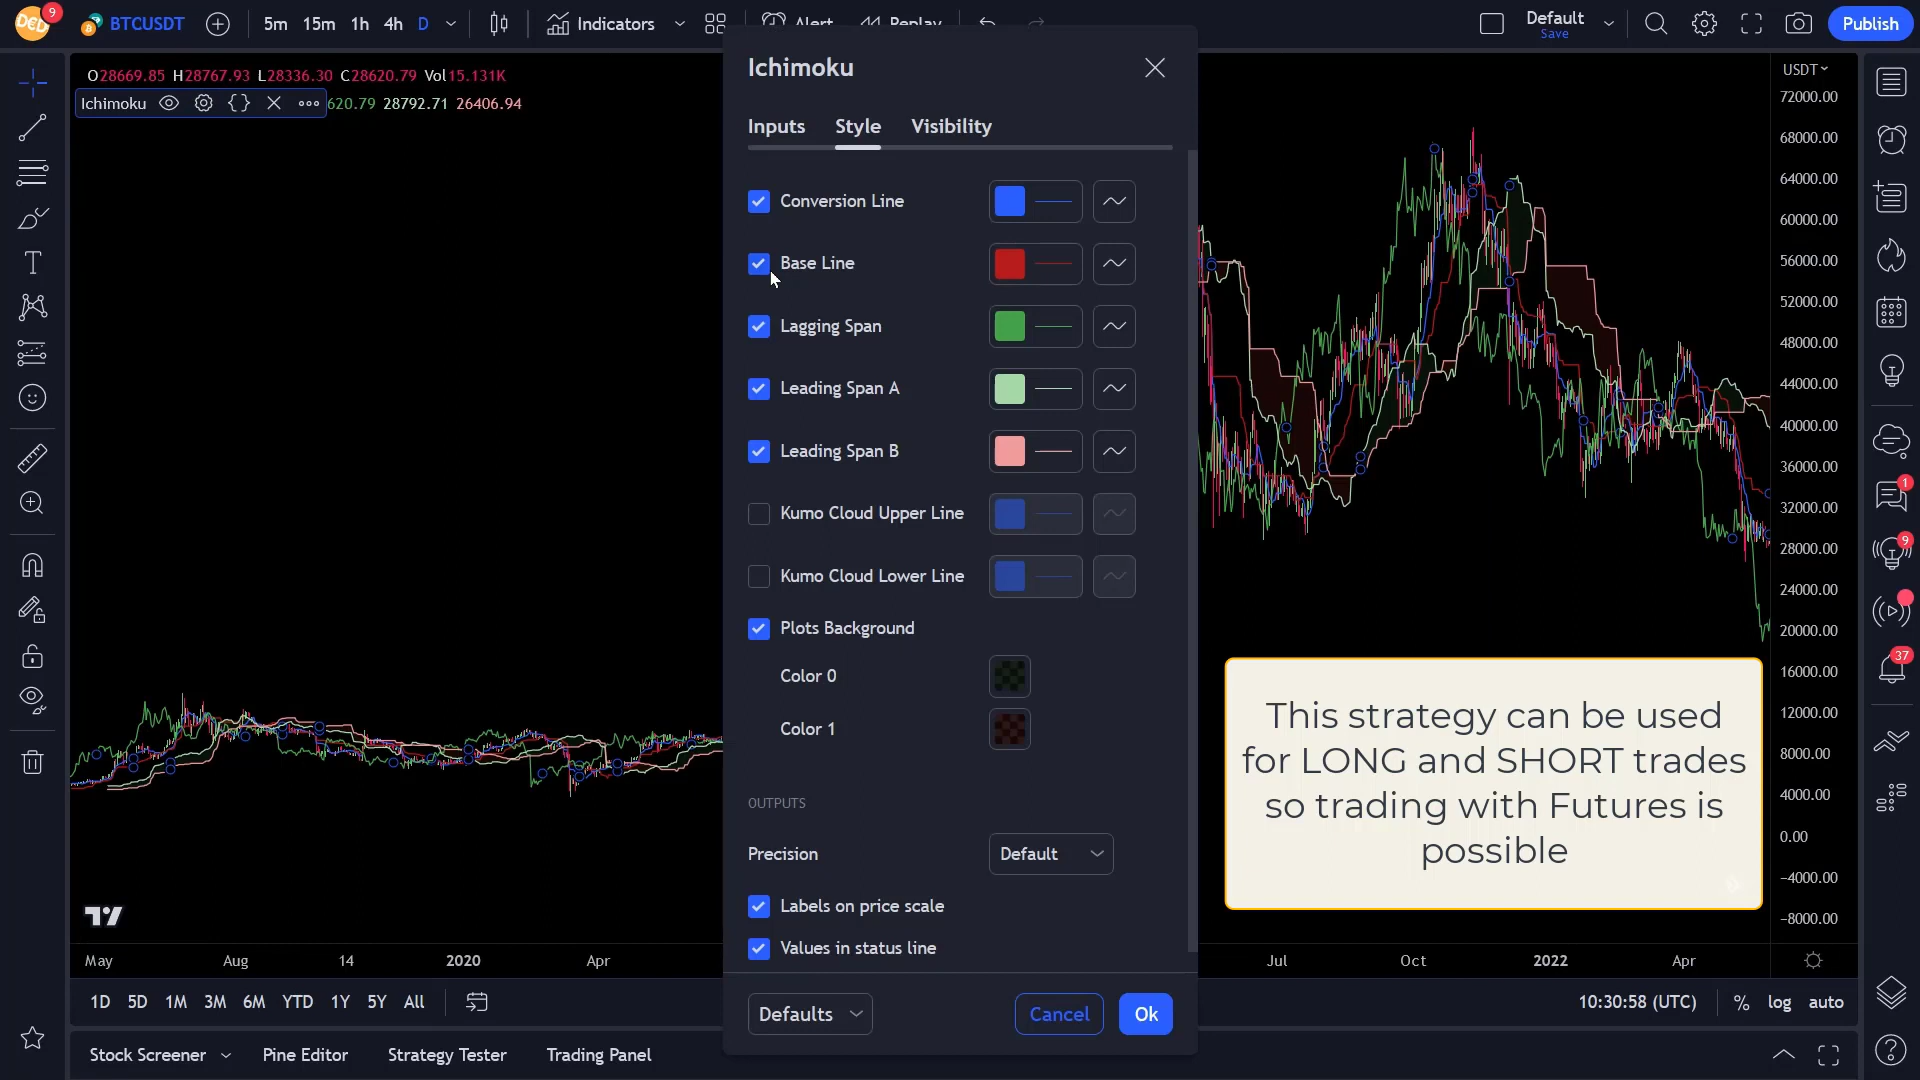 DCD
9
BTCUSDT
5m 15m 1h 4h D
Indicators
Alert
Replay
Default
Save
Publish
O28669.85 H28767.93 L28336.30 C28620.79 Vol15.131K
Ichimoku
620.79 28792.71 26406.94
Ichimoku
Inputs Style Visibility
Conversion Line
Base Line
Lagging Span
Leading Span A
Leading Span B
Kumo Cloud Upper Line
Kumo Cloud Lower Line
Plots Background
Color 0
Color 1
OUTPUTS
Precision
Default
Labels on price scale
Values in status line
Defaults
Cancel
Ok
USDT
72000.00
68000.00
64000.00
60000.00
56000.00
52000.00
48000.00
44000.00
40000.00
36000.00
32000.00
28000.00
24000.00
20000.00
16000.00
12000.00
8000.00
4000.00
0.00
−4000.00
−8000.00
This strategy can be used
for LONG and SHORT trades
so trading with Futures is
possible
1
9
37
May Aug 14 2020 Apr Jul Oct 2022 Apr
1D 5D 1M 3M 6M YTD 1Y 5Y All
10:30:58 (UTC) % log auto
Stock Screener Pine Editor Strategy Tester Trading Panel